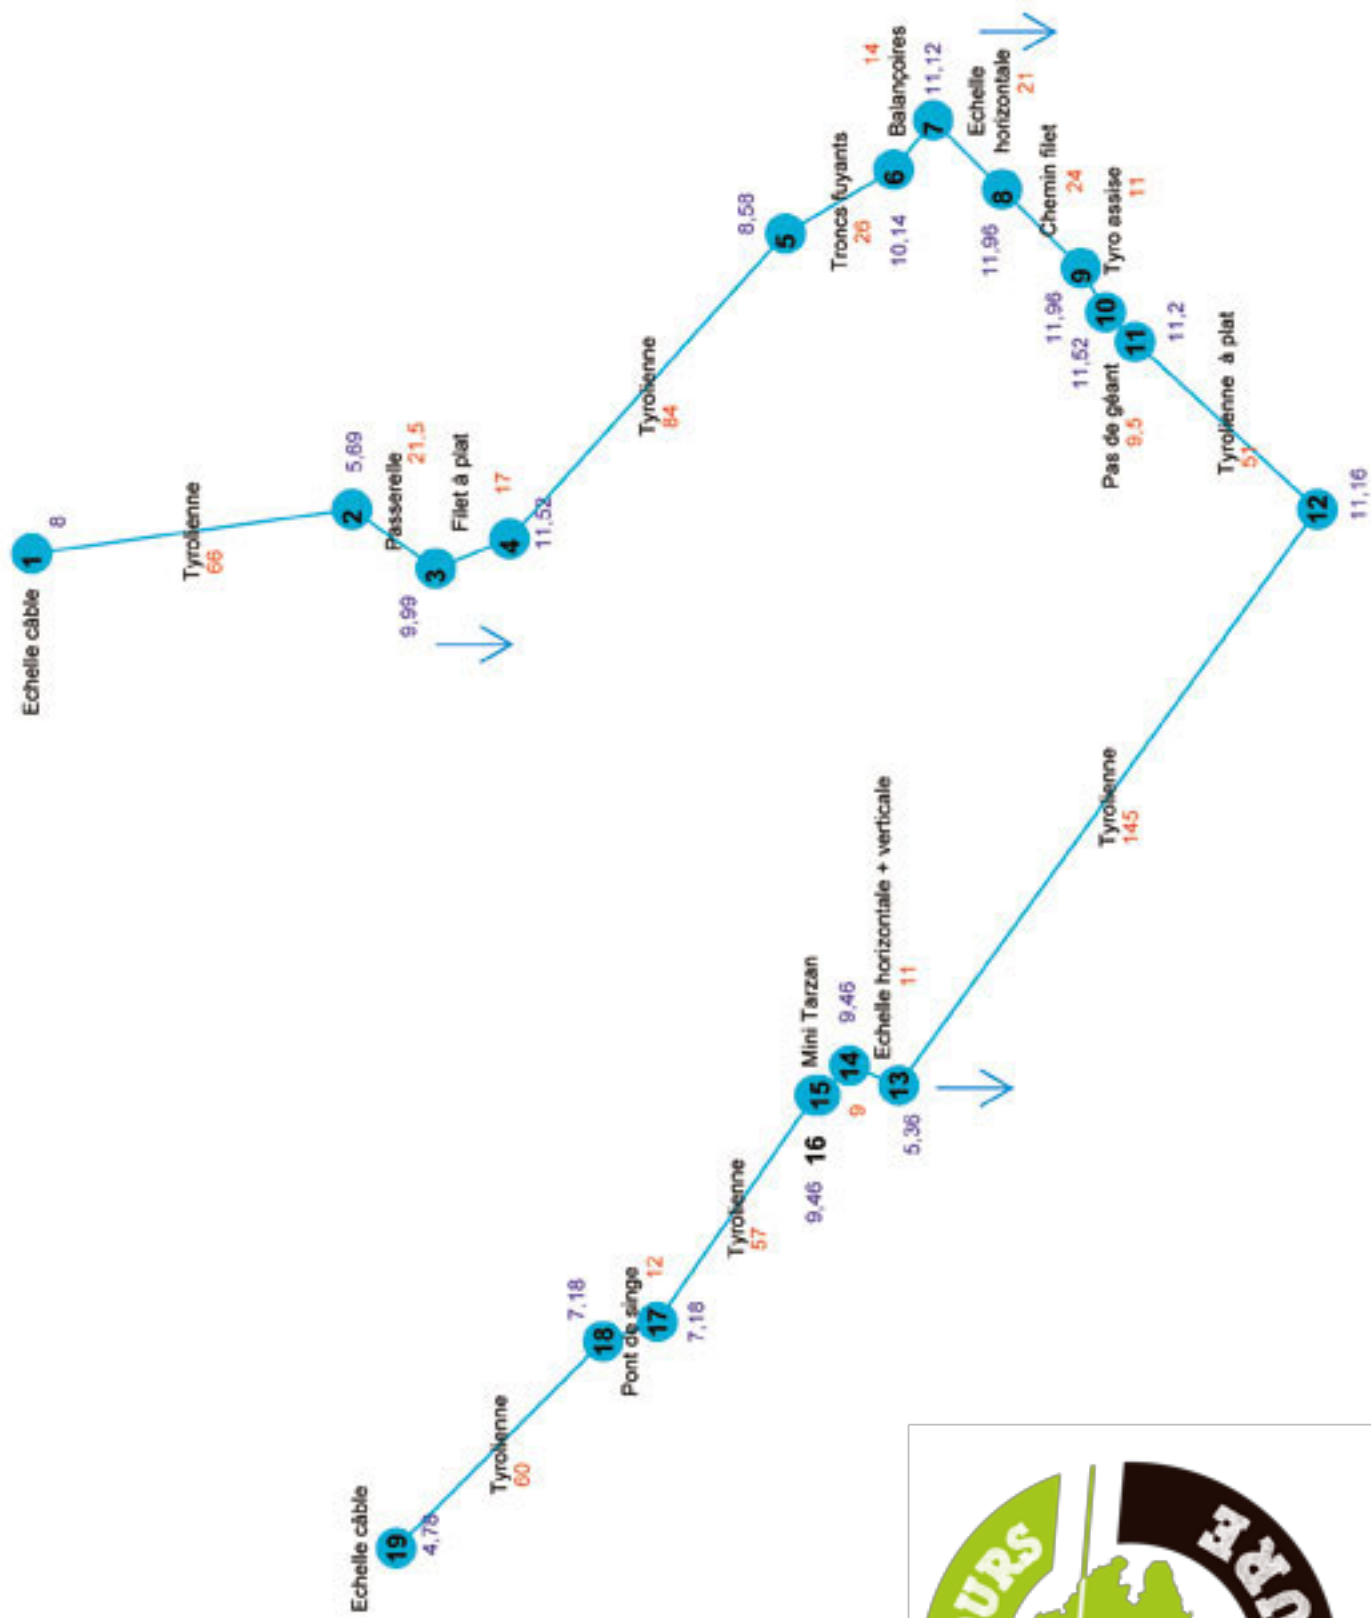 Echelle câble
1
8
Tyrolienne
66
2
5,69
Passerelle
21,5
3
9,99
Filet à plat
17
4
11,52
Tyrolienne
84
5
8,58
Troncs fuyants
26
6
10,14
Balançoires
14
7
11,12
Echelle
horizontale
21
8
11,96
Chemin filet
24
9
11,96
Tyro assise
11
10
11,52
Pas de géant
9,5
11
11,2
Tyrolienne à plat
51
12
11,16
Tyrolienne
145
13
5,36
Echelle horizontale + verticale
11
14
9,46
Mini Tarzan
9
15
16
9,46
Tyrolienne
57
17
7,18
Pont de singe
12
18
7,18
Tyrolienne
60
19
4,78
Echelle câble
URS
URE